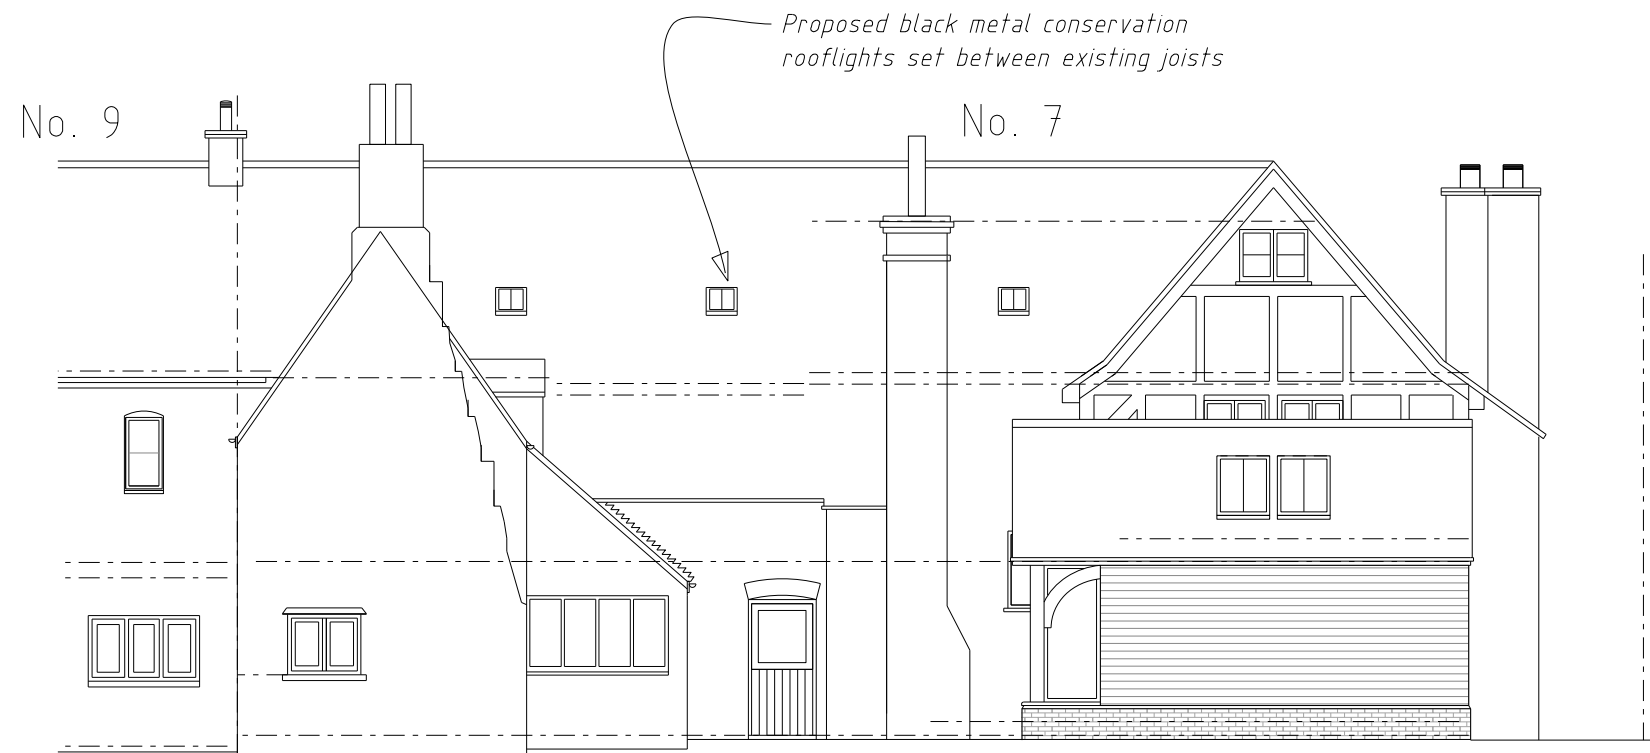 Proposed black metal conservation
rooflights set between existing joists
No. 9
No. 7